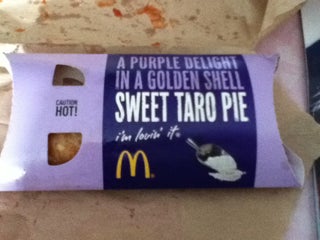 A PURPLE DELIGHT
IN A GOLDEN SHELL
SWEET TARO PIE
i'm lovin' it®
CAUTION
HOT!